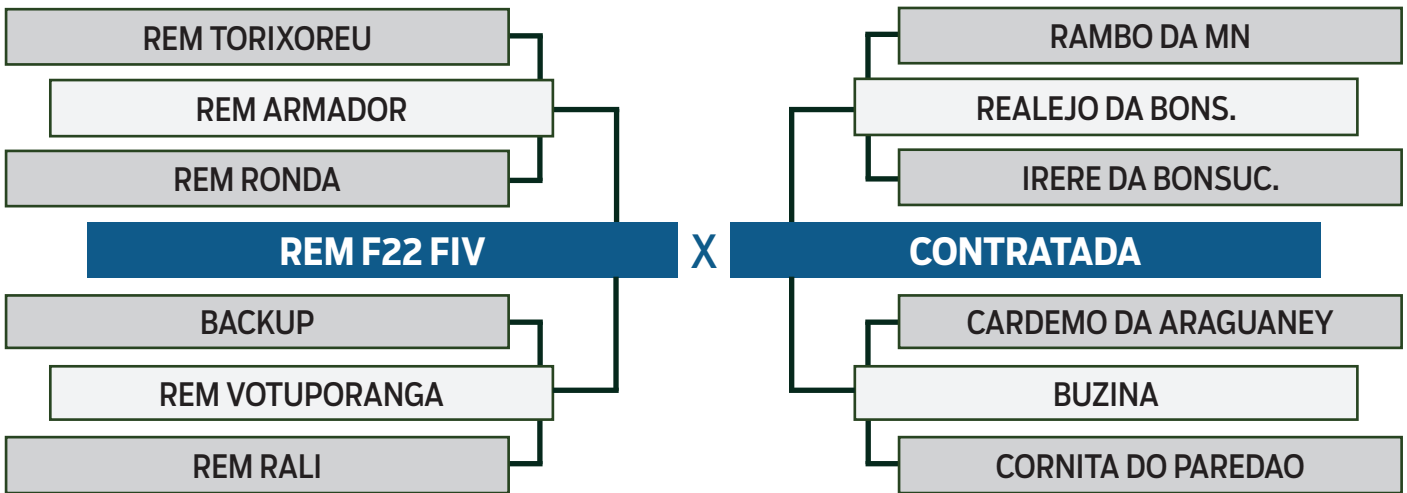 REM TORIXOREU
REM ARMADOR
REM RONDA
REM F22 FIV
BACKUP
REM VOTUPORANGA
REM RALI
X
RAMBO DA MN
REALEJO DA BONS.
IRERE DA BONSUC.
CONTRATADA
CARDEMO DA ARAGUANEY
BUZINA
CORNITA DO PAREDAO